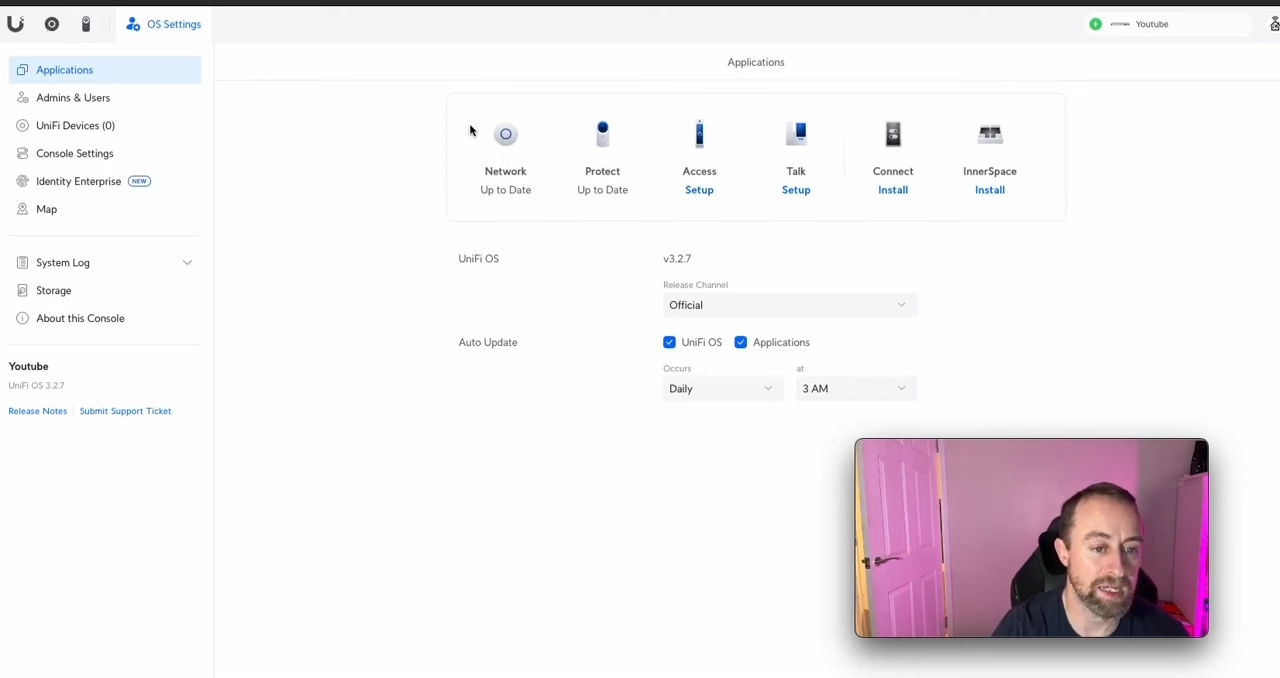 OS Settings
Youtube
Applications
Admins & Users
UniFi Devices (0)
Console Settings
Identity Enterprise NEW
Map
System Log
Storage
About this Console
Youtube
UniFi OS 3.2.7
Release Notes Submit Support Ticket
Applications
Network Protect Access Talk Connect InnerSpace
Up to Date Up to Date Setup Setup Install Install
UniFi OS v3.2.7
Release Channel
Official
Auto Update UniFi OS Applications
Occurs at
Daily 3 AM